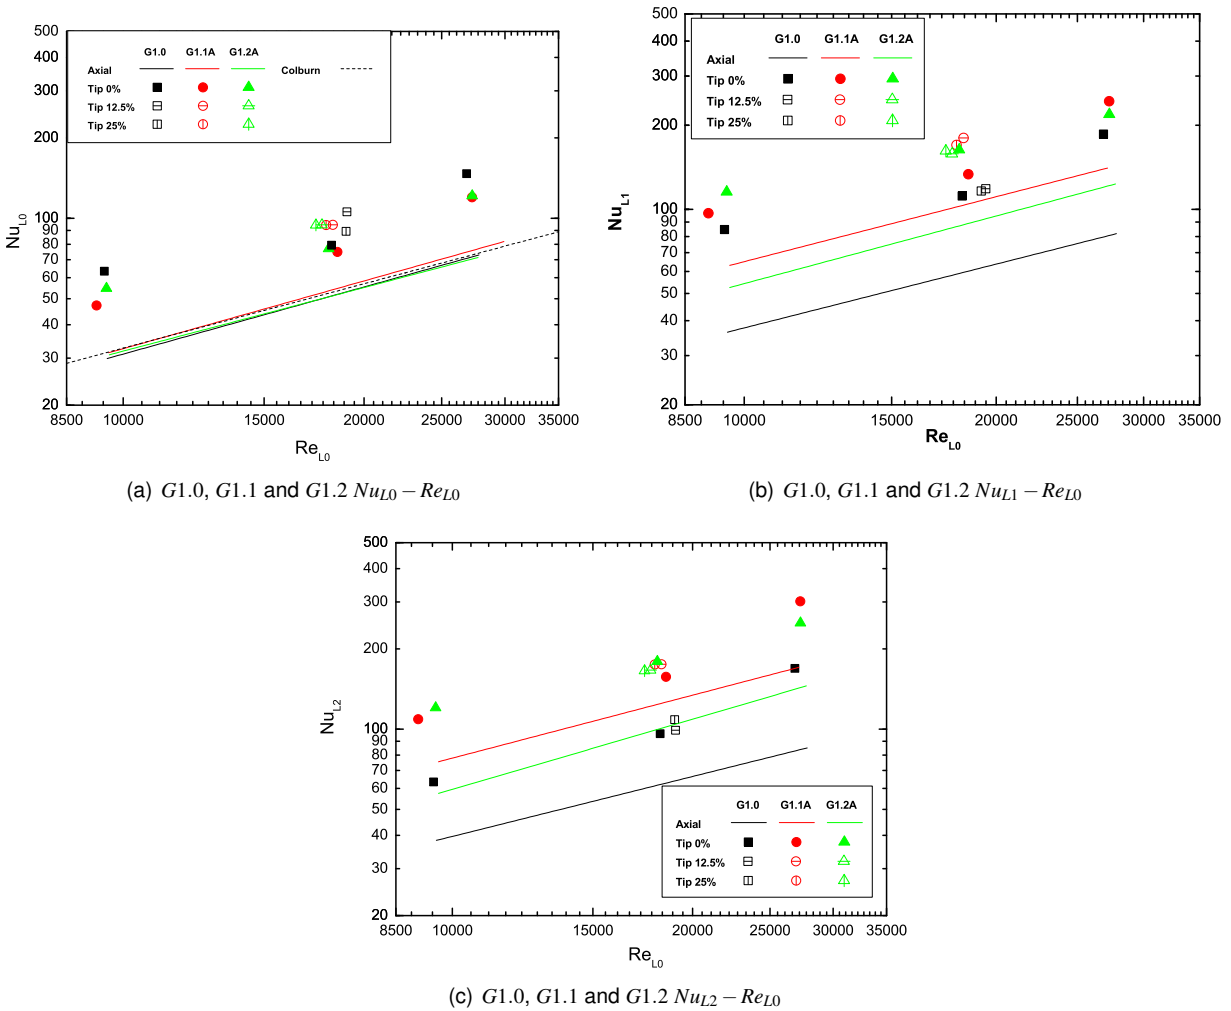 500
400
300
200
100
90
80
70
60
50
40
30
20
Nu_L0
G1.0 G1.1A G1.2A
Axial Colburn
Tip 0%
Tip 12.5%
Tip 25%
8500 10000 15000 20000 25000 30000 35000
Re_L0
(a) G1.0, G1.1 and G1.2 Nu_L0 − Re_L0
500
400
300
200
100
90
80
70
60
50
40
30
20
Nu_L1
G1.0 G1.1A G1.2A
Axial
Tip 0%
Tip 12.5%
Tip 25%
8500 10000 15000 20000 25000 30000 35000
Re_L0
(b) G1.0, G1.1 and G1.2 Nu_L1 − Re_L0
500
400
300
200
100
90
80
70
60
50
40
30
20
Nu_L2
G1.0 G1.1A G1.2A
Axial
Tip 0%
Tip 12.5%
Tip 25%
8500 10000 15000 20000 25000 30000 35000
Re_L0
(c) G1.0, G1.1 and G1.2 Nu_L2 − Re_L0